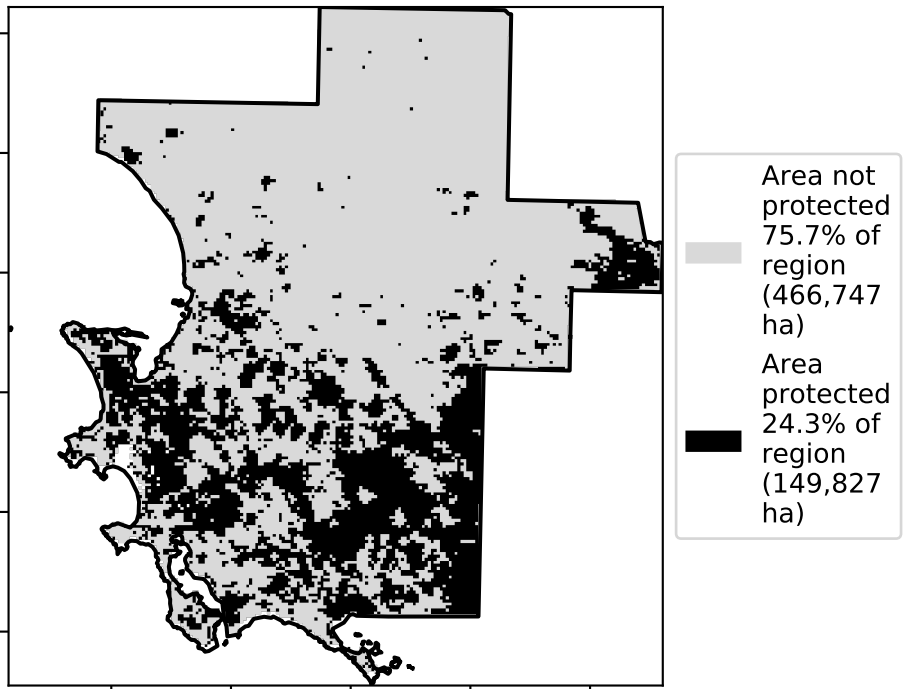 Area not
protected
75.7% of
region
(466,747
ha)
Area
protected
24.3% of
region
(149,827
ha)